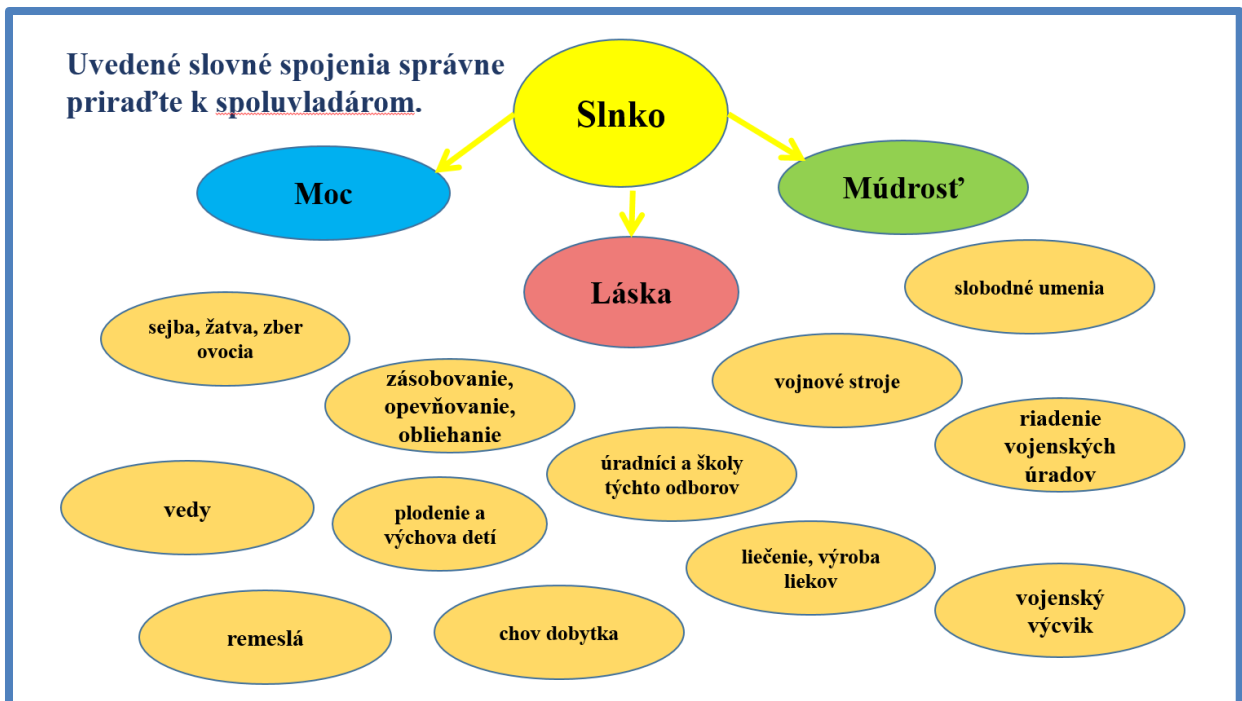 Uvedené slovné spojenia správne
priraďte k spoluvladárom.
Slnko
Moc
Múdrosť
Láska
slobodné umenia
sejba, žatva, zber
ovocia
zásobovanie,
opevňovanie,
obliehanie
vojnové stroje
riadenie
vojenských
úradov
úradníci a školy
týchto odborov
vedy
plodenie a
výchova detí
liečenie, výroba
liekov
vojenský
výcvik
remeslá
chov dobytka